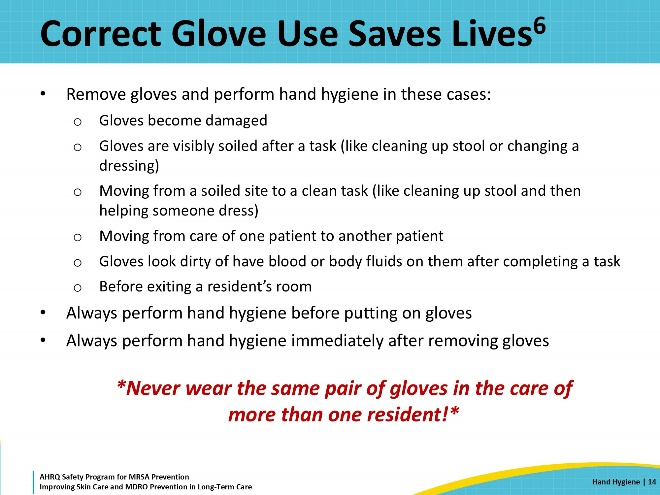 Correct Glove Use Saves Lives6
• Remove gloves and perform hand hygiene in these cases:
o Gloves become damaged
o Gloves are visibly soiled after a task (like cleaning up stool or changing a
dressing)
o Moving from a soiled site to a clean task (like cleaning up stool and then
helping someone dress)
o Moving from care of one patient to another patient
o Gloves look dirty of have blood or body fluids on them after completing a task
o Before exiting a resident’s room
• Always perform hand hygiene before putting on gloves
• Always perform hand hygiene immediately after removing gloves
*Never wear the same pair of gloves in the care of
more than one resident!*
AHRQ Safety Program for MRSA Prevention
Improving Skin Care and MDRO Prevention in Long-Term Care
Hand Hygiene | 14